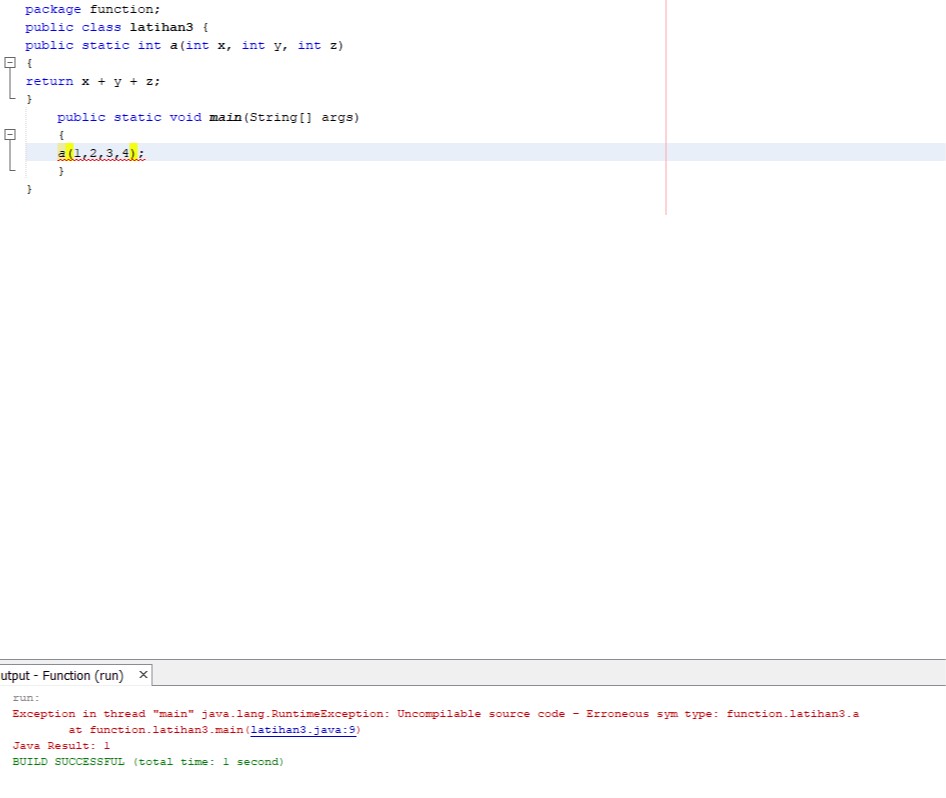 package function;
public class latihan3 {
public static int a(int x, int y, int z)
{
return x + y + z;
}
public static void main(String[] args)
{
a(1,2,3,4);
}
}
utput - Function (run)
run:
Exception in thread "main" java.lang.RuntimeException: Uncompilable source code - Erroneous sym type: function.latihan3.a
at function.latihan3.main(latihan3.java:9)
Java Result: 1
BUILD SUCCESSFUL (total time: 1 second)